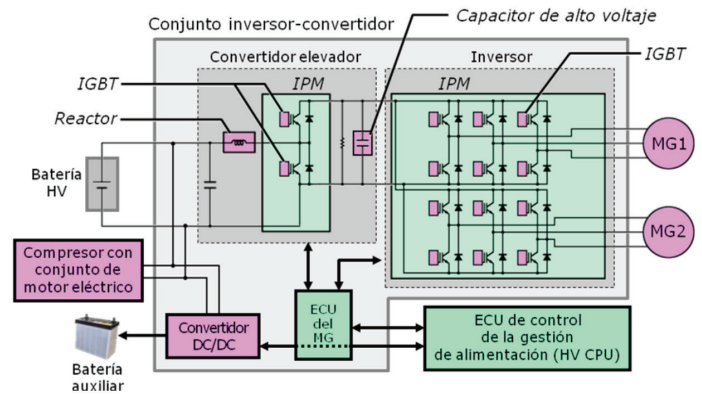 Conjunto inversor-convertidor
Capacitor de alto voltaje
Convertidor elevador
Inversor
IGBT
IGBT
IPM
IPM
Reactor
Batería
HV
MG1
MG2
Compresor con
conjunto de
motor eléctrico
Convertidor
DC/DC
ECU
del
MG
ECU de control
de la gestión
de alimentación (HV CPU)
Batería
auxiliar